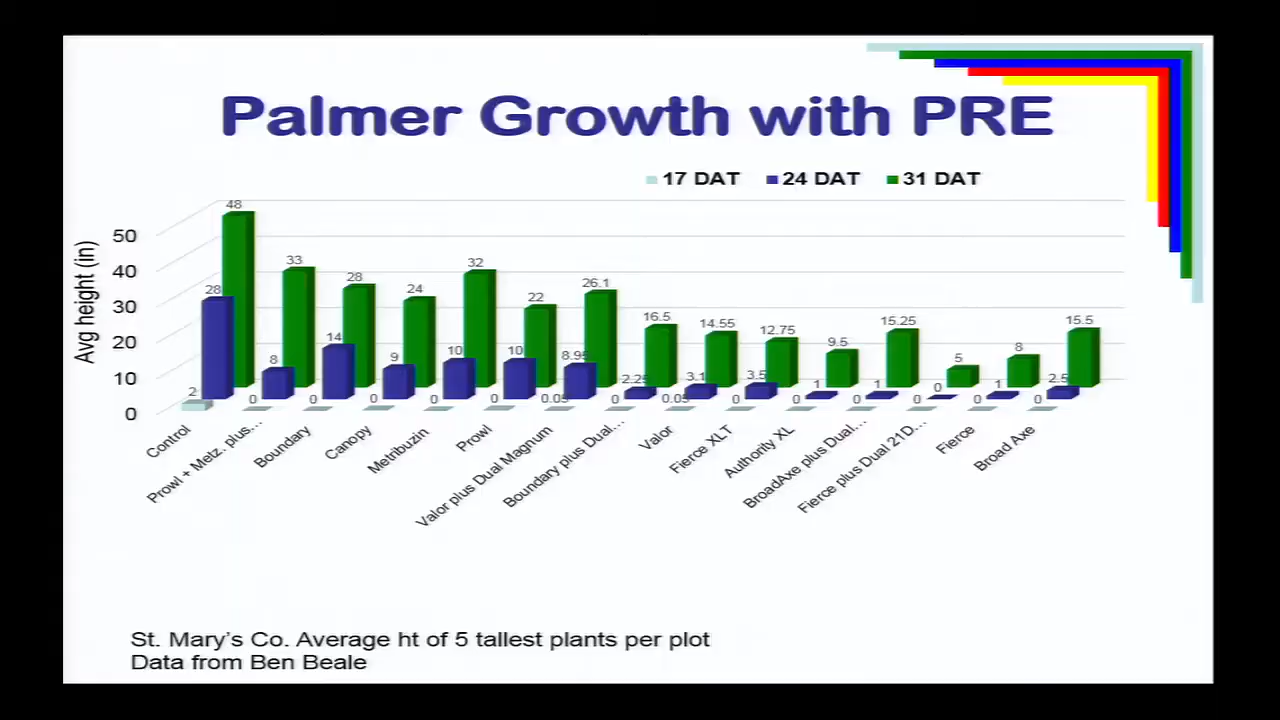 Palmer Growth with PRE
17 DAT 24 DAT 31 DAT
Avg height (in)
50
40
30
20
10
0
48
33
28
24
32
22
26.1
16.5
14.55
12.75
9.5
15.25
5
8
15.5
28
8
14
9
10
10
8.95
2.25
3.1
3.5
1
1
0
1
2.5
2
0
0
0
0
0
0.05
0
0.05
0
0
0
0
0
0
Control
Prowl + Metz. plus...
Boundary
Canopy
Metribuzin
Prowl
Valor plus Dual Magnum
Boundary plus Dual...
Valor
Fierce XLT
Authority XL
BroadAxe plus Dual...
Fierce plus Dual 21D...
Fierce
Broad Axe
St. Mary's Co. Average ht of 5 tallest plants per plot
Data from Ben Beale